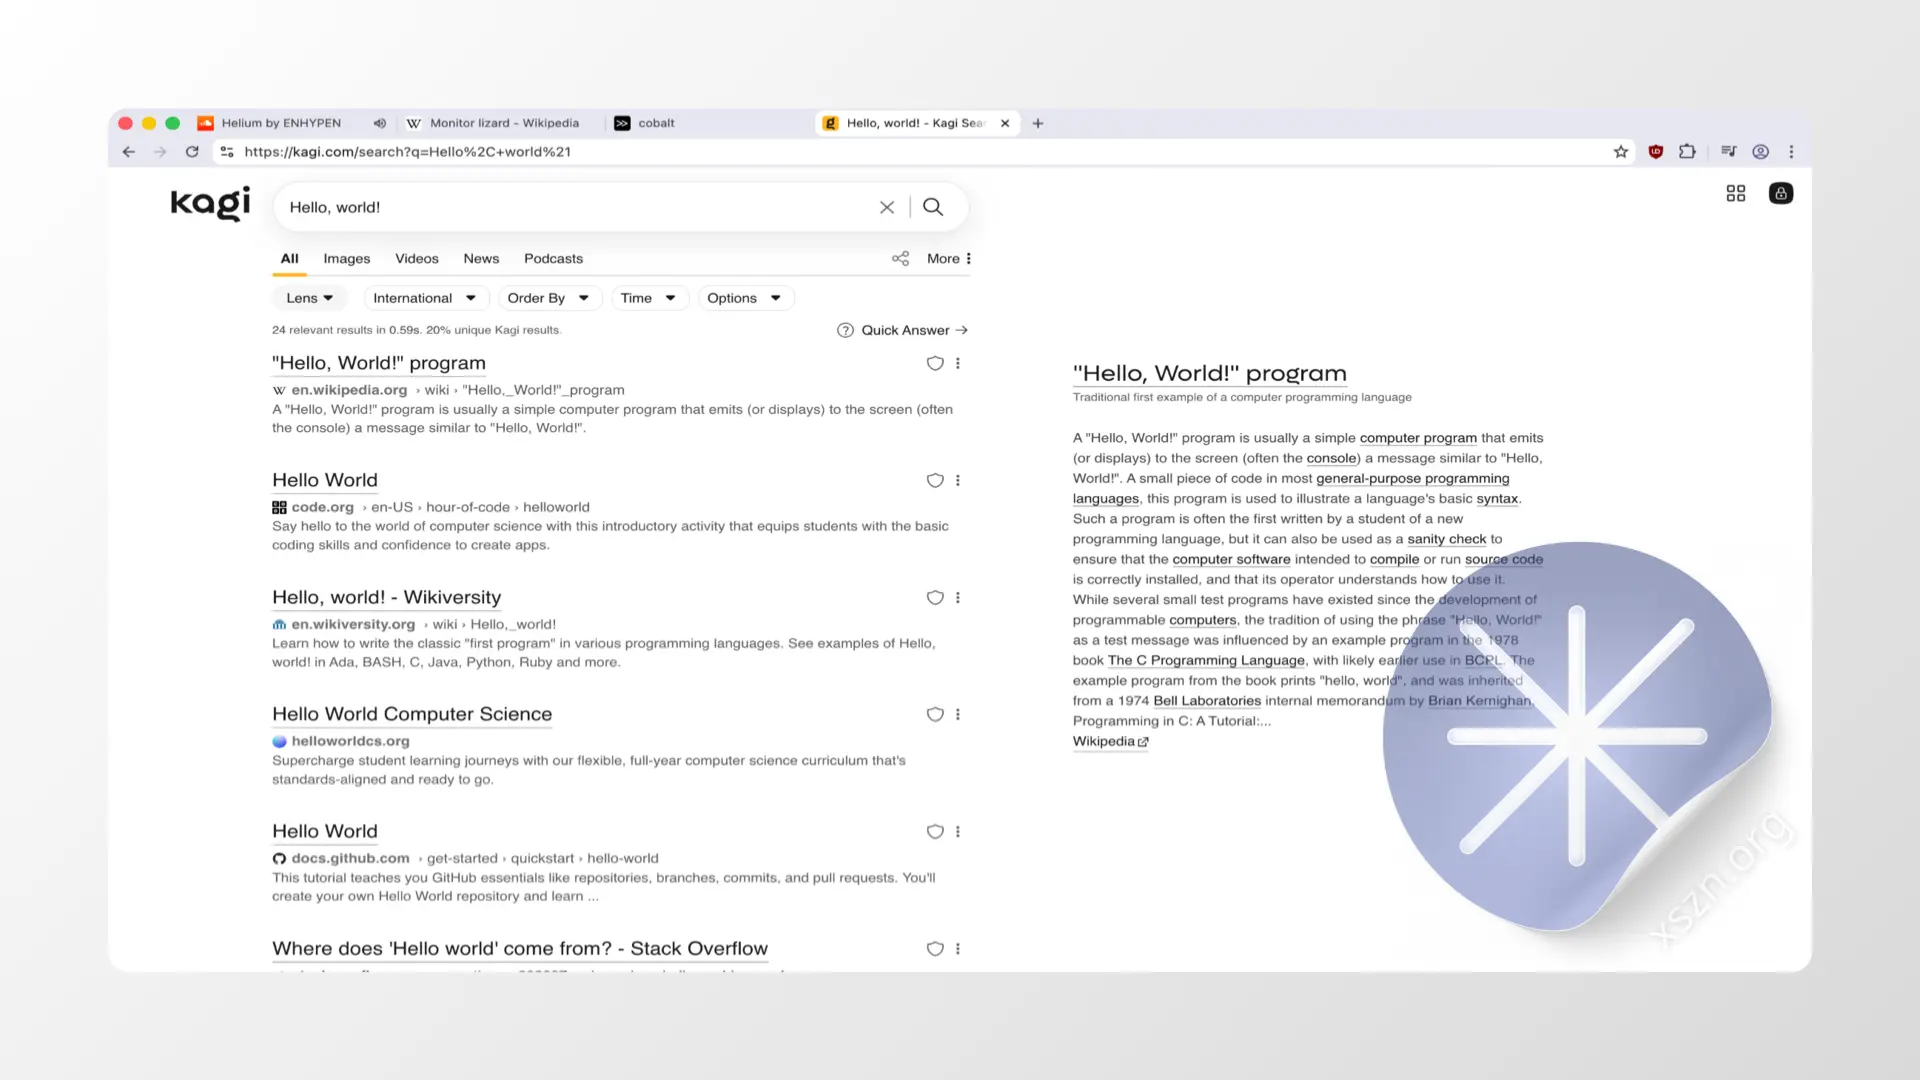 Helium by ENHYPEN
Monitor lizard - Wikipedia
cobalt
Hello, world! - Kagi Sea
https://kagi.com/search?q=Hello%2C+world%21
kagi
Hello, world!
All Images Videos News Podcasts More
Lens International Order By Time Options
24 relevant results in 0.59s. 20% unique Kagi results.
Quick Answer →
"Hello, World!" program
en.wikipedia.org › wiki › "Hello,_World!"_program
A "Hello, World!" program is usually a simple computer program that emits (or displays) to the screen (often
the console) a message similar to "Hello, World!".
Hello World
code.org › en-US › hour-of-code › helloworld
Say hello to the world of computer science with this introductory activity that equips students with the basic
coding skills and confidence to create apps.
Hello, world! - Wikiversity
en.wikiversity.org › wiki › Hello,_world!
Learn how to write the classic "first program" in various programming languages. See examples of Hello,
world! in Ada, BASH, C, Java, Python, Ruby and more.
Hello World Computer Science
helloworldcs.org
Supercharge student learning journeys with our flexible, full-year computer science curriculum that's
standards-aligned and ready to go.
Hello World
docs.github.com › get-started › quickstart › hello-world
This tutorial teaches you GitHub essentials like repositories, branches, commits, and pull requests. You'll
create your own Hello World repository and learn ...
Where does 'Hello world' come from? - Stack Overflow
"Hello, World!" program
Traditional first example of a computer programming language
A "Hello, World!" program is usually a simple computer program that emits
(or displays) to the screen (often the console) a message similar to "Hello,
World!". A small piece of code in most general-purpose programming
languages, this program is used to illustrate a language's basic syntax.
Such a program is often the first written by a student of a new
programming language, but it can also be used as a sanity check to
ensure that the computer software intended to compile or run source code
is correctly installed, and that its operator understands how to use it.
While several small test programs have existed since the development of
programmable computers, the tradition of using the phrase "Hello, World!"
as a test message was influenced by an example program in the 1978
book The C Programming Language, with likely earlier use in BCPL. The
example program from the book prints "hello, world", and was inherited
from a 1974 Bell Laboratories internal memorandum by Brian Kernighan,
Programming in C: A Tutorial:...
Wikipedia
xszn.org